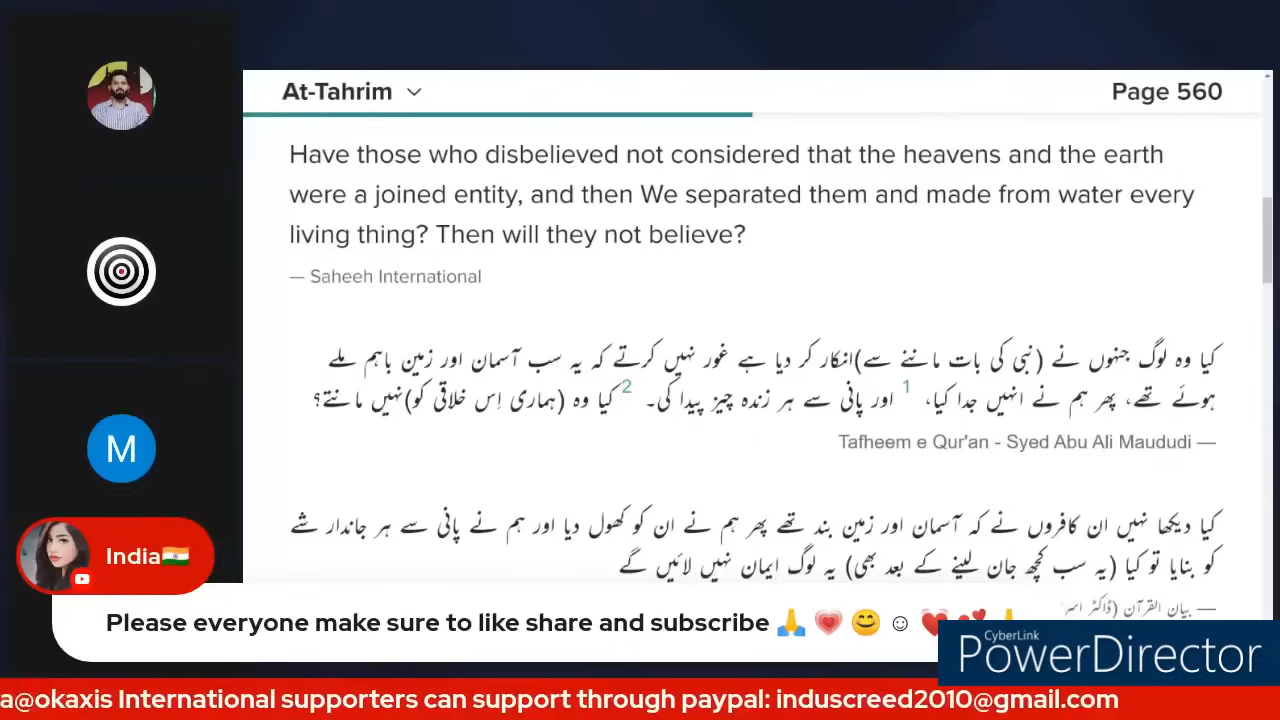 At-Tahrim
Page 560
Have those who disbelieved not considered that the heavens and the earth
were a joined entity, and then We separated them and made from water every
living thing? Then will they not believe?
— Saheeh International
کیا وہ لوگ جنہوں نے (نبی کی بات ماننے سے)انکار کر دیا ہے غور نہیں کرتے کہ یہ سب آسمان اور زمین باہم ملے
ہوئے تھے، پھر ہم نے انہیں جدا کیا، 1 اور پانی سے ہر زندہ چیز پیدا کی۔ 2 کیا وہ (ہماری اِس خلاقی کو)نہیں مانتے؟
Tafheem e Qur'an - Syed Abu Ali Maududi —
کیا دیکھا نہیں ان کافروں نے کہ آسمان اور زمین بند تھے پھر ہم نے ان کو کھول دیا اور ہم نے پانی سے ہر جاندار شے
کو بنایا تو کیا (یہ سب کچھ جان لینے کے بعد بھی) یہ لوگ ایمان نہیں لائیں گے
— بیان القرآن (ڈاکٹر
M
India🇮🇳
Please everyone make sure to like share and subscribe 🙏 💗 😊 ☺ ❤️ 💕
CyberLink
PowerDirector
a@okaxis International supporters can support through paypal: induscreed2010@gmail.com